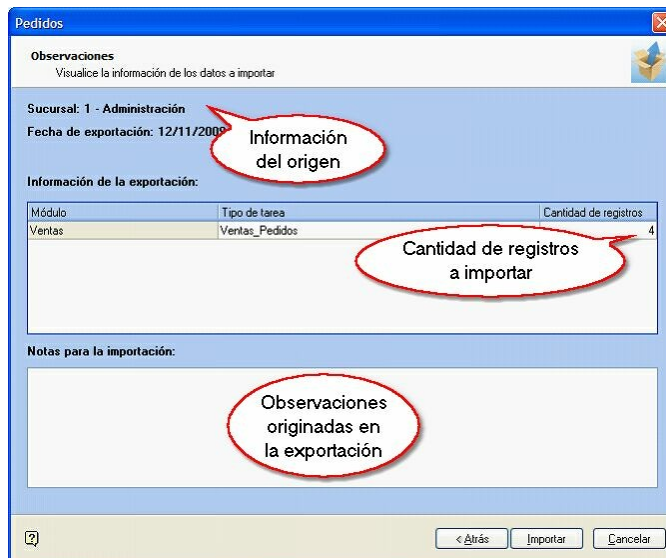 Pedidos
Observaciones
Visualice la información de los datos a importar
Sucursal: 1 - Administración
Fecha de exportación: 12/11/2009
Información
del origen
Información de la exportación:
Módulo Tipo de tarea Cantidad de registros
Ventas Ventas_Pedidos 4
Cantidad de registros
a importar
Notas para la importación:
Observaciones
originadas en
la exportación
< Atrás Importar Cancelar